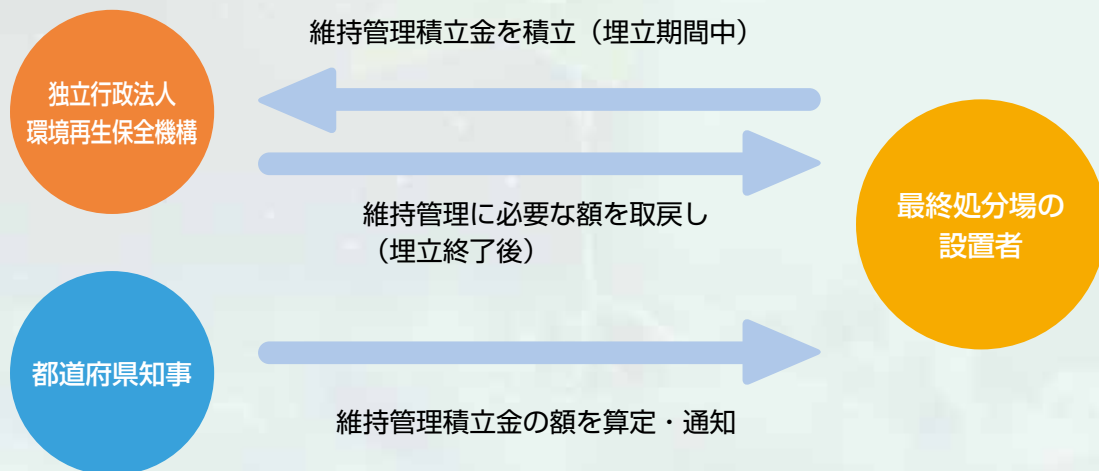 維持管理積立金を積立（埋立期間中）
独立行政法人
環境再生保全機構
維持管理に必要な額を取戻し
（埋立終了後）
最終処分場の
設置者
都道府県知事
維持管理積立金の額を算定・通知